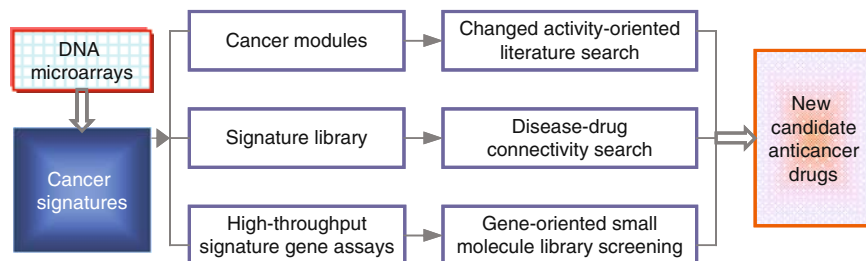 DNA
microarrays
Cancer
signatures
Cancer modules
Changed activity-oriented
literature search
Signature library
Disease-drug
connectivity search
High-throughput
signature gene assays
Gene-oriented small
molecule library screening
New
candidate
anticancer
drugs